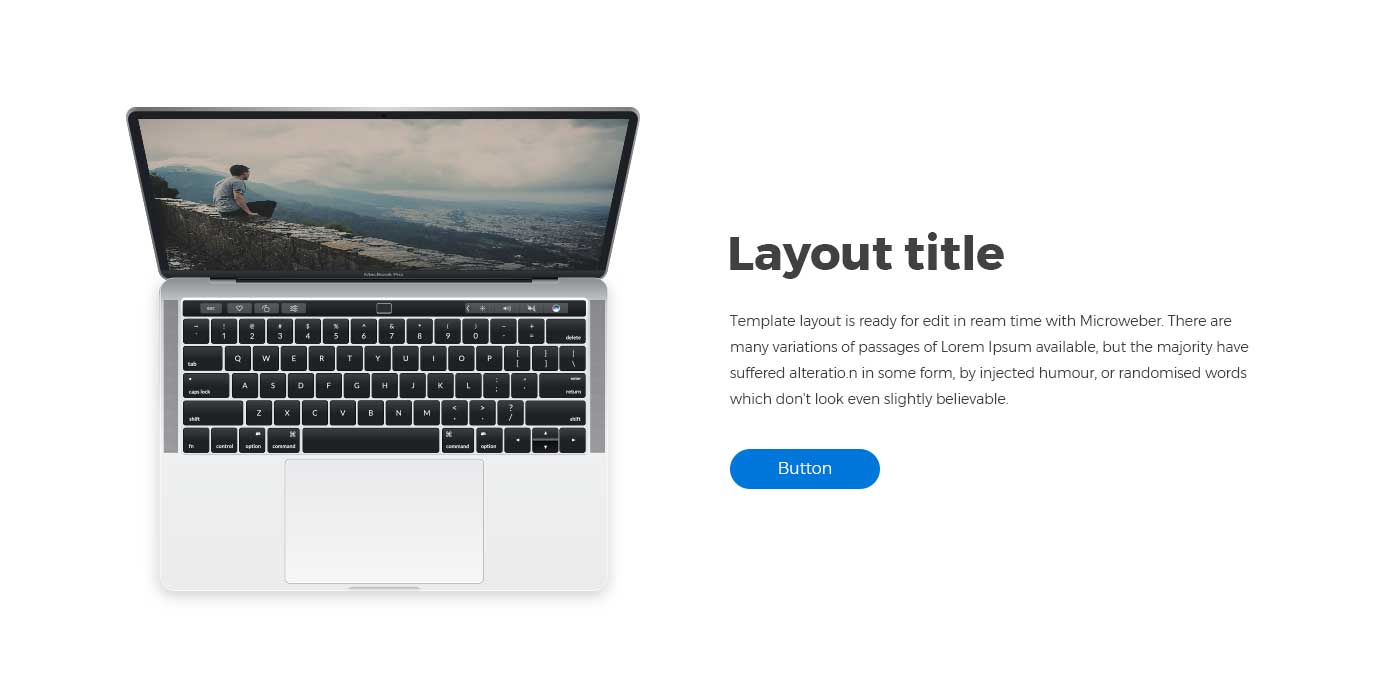 Layout title
Template layout is ready for edit in ream time with Microweber. There are
many variations of passages of Lorem Ipsum available, but the majority have
suffered alteratio.n in some form, by injected humour, or randomised words
which don't look even slightly believable.
Button
MacBook Pro
esc
~ ! @ # $ % ^ & * ( ) - +
` 1 2 3 4 5 6 7 8 9 0 - = delete
tab Q W E R T Y U I O P { [ } ] | \
caps lock A S D F G H J K L : ; " ' enter return
shift Z X C V B N M < , > . ? / shift
fn control option ⌘ command ⌘ command option